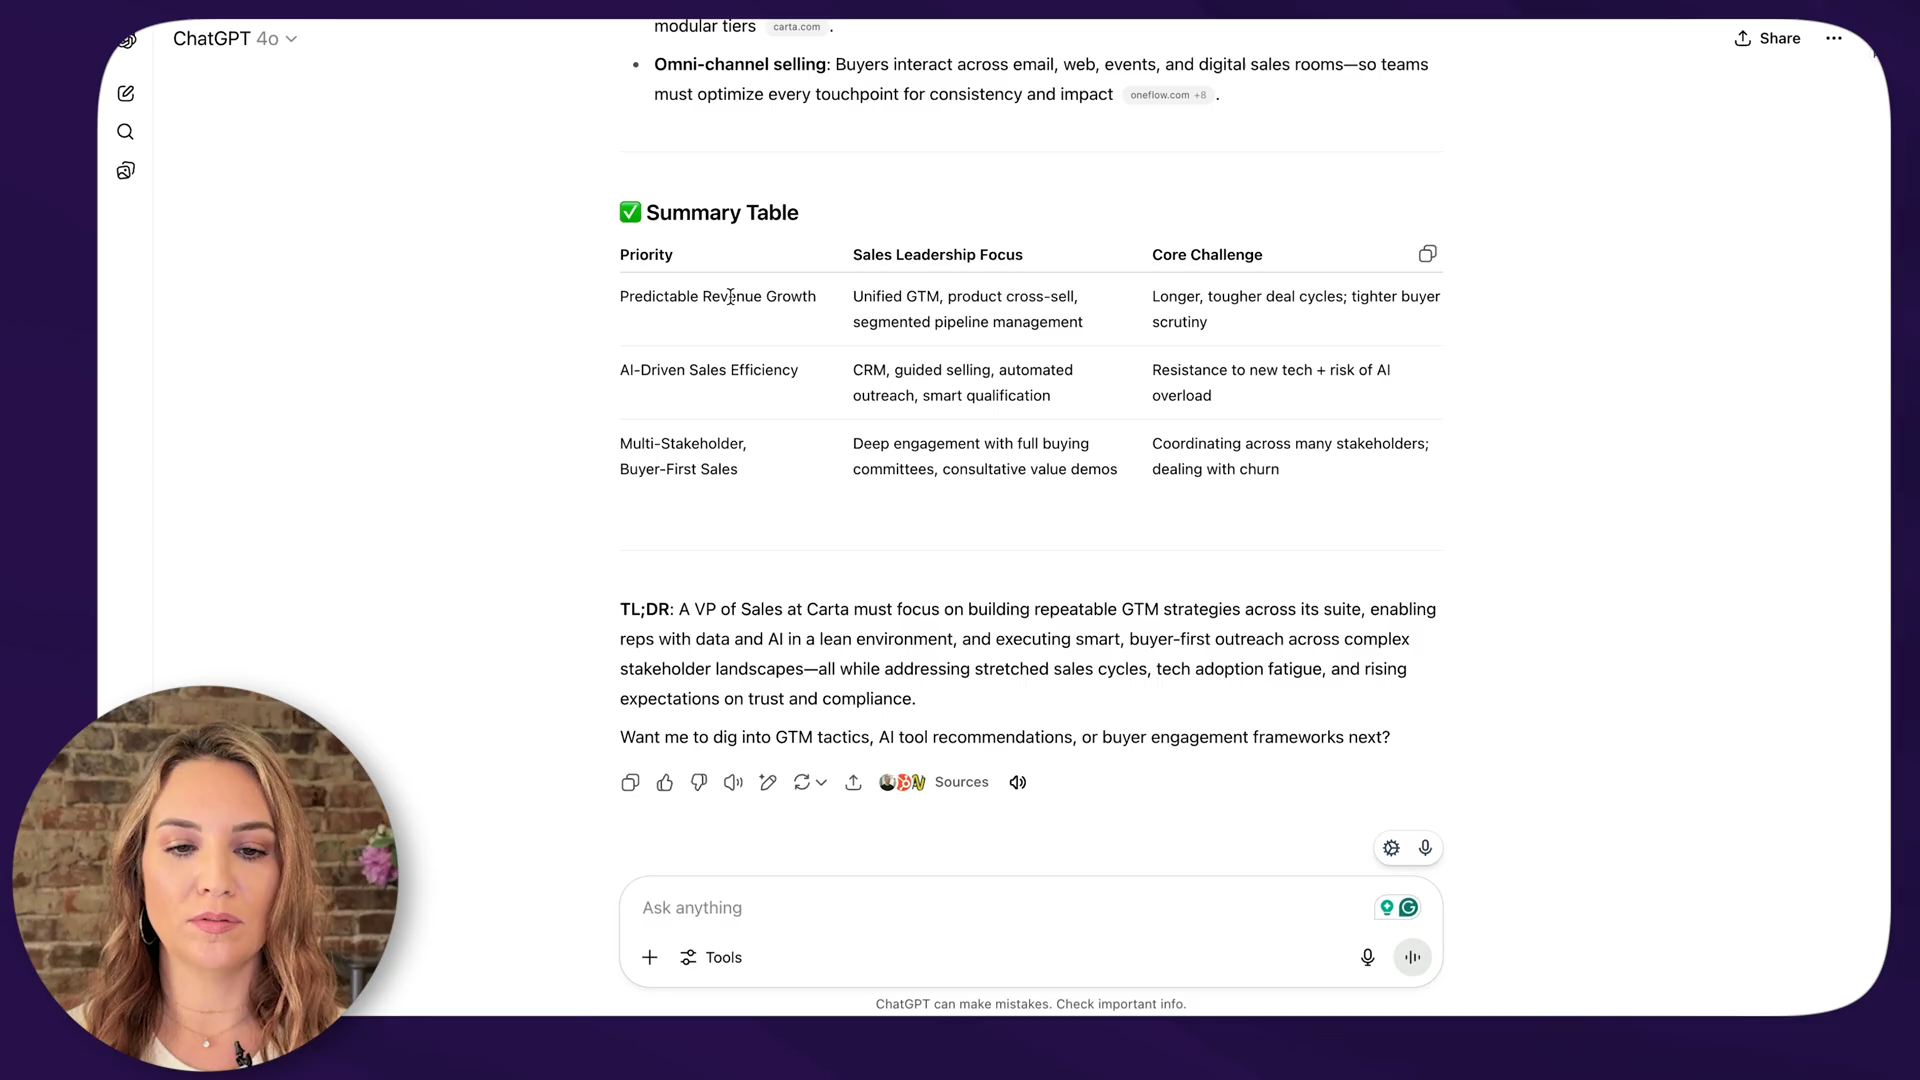 ChatGPT 4o
Share
modular tiers carta.com .
Omni-channel selling: Buyers interact across email, web, events, and digital sales rooms—so teams
must optimize every touchpoint for consistency and impact oneflow.com +8 .
✅ Summary Table
Priority Sales Leadership Focus Core Challenge
Predictable Revenue Growth Unified GTM, product cross-sell, Longer, tougher deal cycles; tighter buyer
segmented pipeline management scrutiny
AI-Driven Sales Efficiency CRM, guided selling, automated Resistance to new tech + risk of AI
outreach, smart qualification overload
Multi-Stakeholder, Deep engagement with full buying Coordinating across many stakeholders;
Buyer-First Sales committees, consultative value demos dealing with churn
TL;DR: A VP of Sales at Carta must focus on building repeatable GTM strategies across its suite, enabling
reps with data and AI in a lean environment, and executing smart, buyer-first outreach across complex
stakeholder landscapes—all while addressing stretched sales cycles, tech adoption fatigue, and rising
expectations on trust and compliance.
Want me to dig into GTM tactics, AI tool recommendations, or buyer engagement frameworks next?
Sources
Ask anything
Tools
ChatGPT can make mistakes. Check important info.